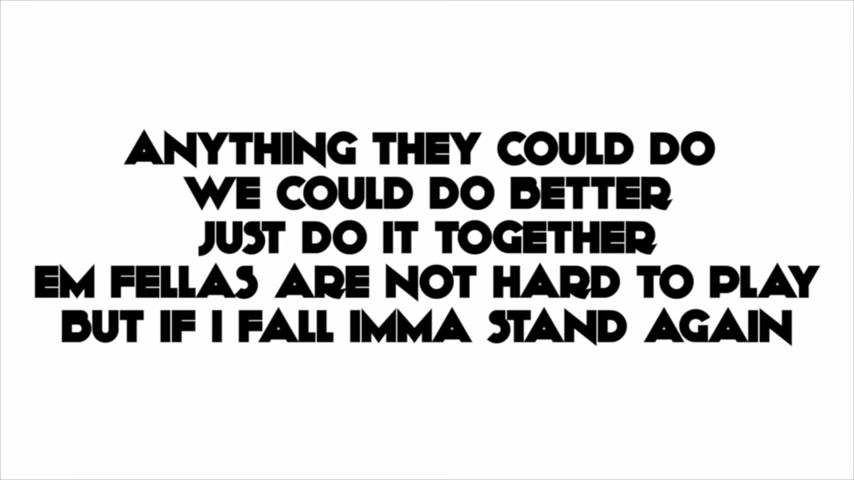 ANYTHING THEY COULD DO
WE COULD DO BETTER
JUST DO IT TOGETHER
EM FELLAS ARE NOT HARD TO PLAY
BUT IF I FALL IMMA STAND AGAIN